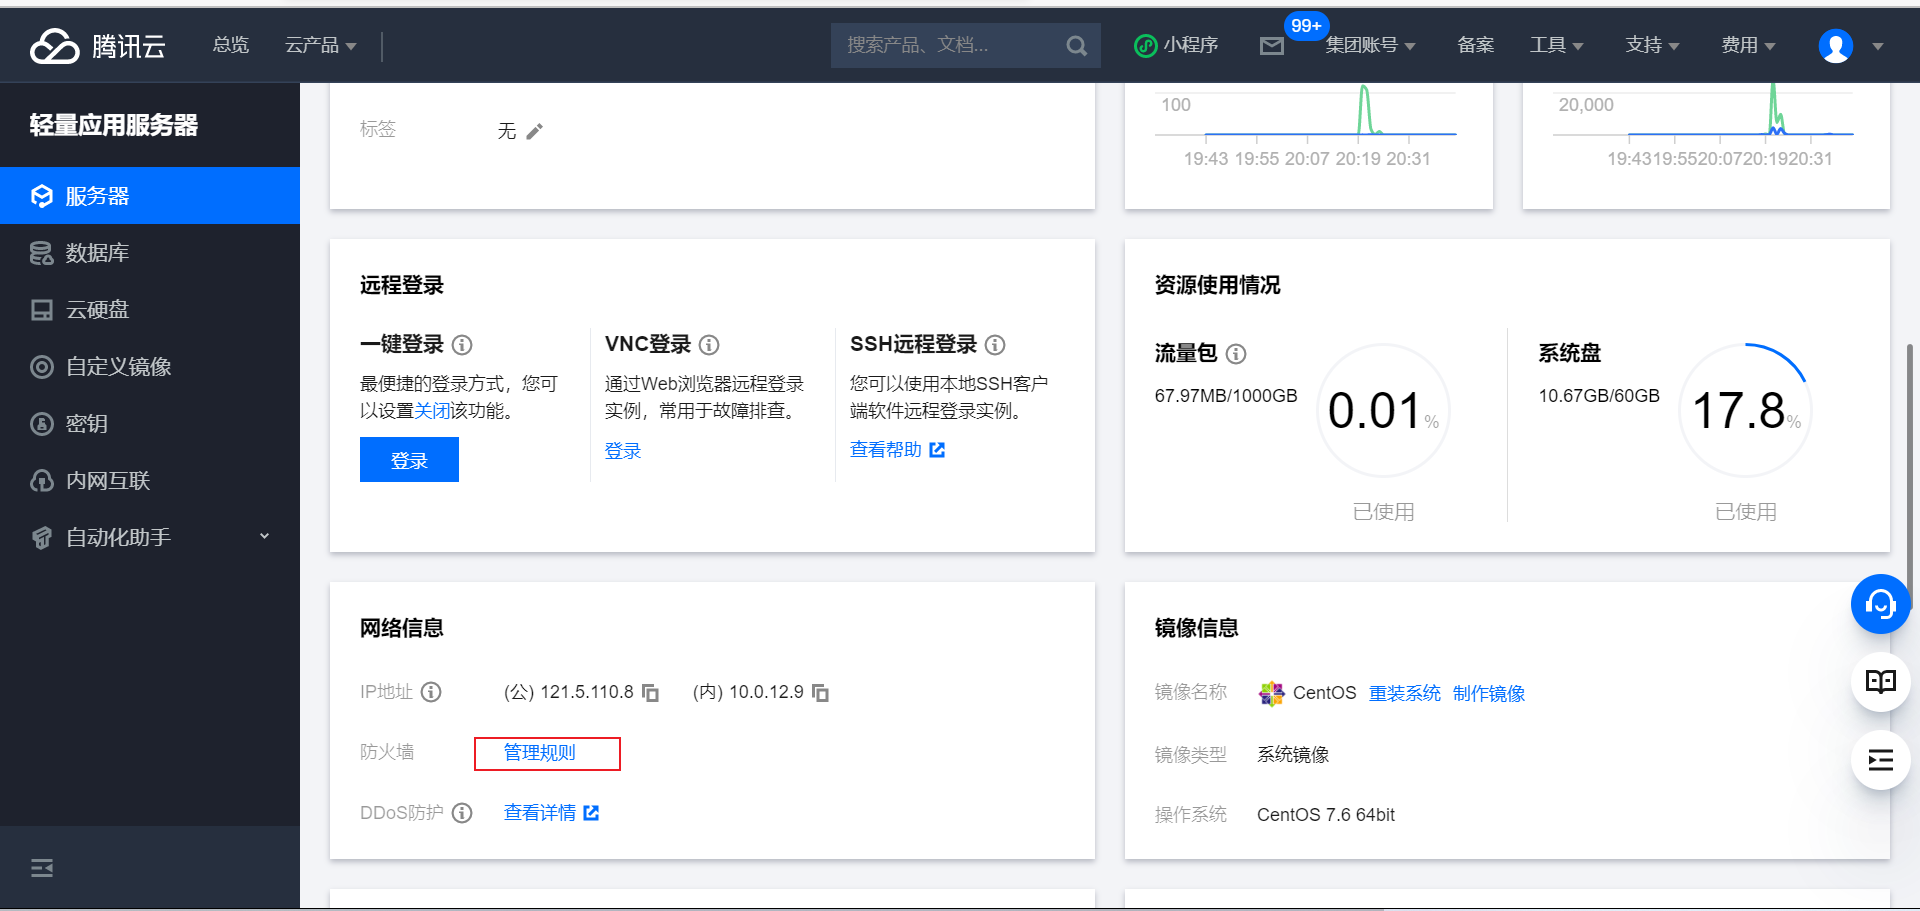 腾讯云
总览
云产品
搜索产品、文档...
小程序
99+
集团账号
备案
工具
支持
费用
轻量应用服务器
服务器
数据库
云硬盘
自定义镜像
密钥
内网互联
自动化助手
标签
无
100
19:43 19:55 20:07 20:19 20:31
20,000
19:4319:5520:0720:1920:31
远程登录
一键登录
最便捷的登录方式，您可
以设置关闭该功能。
登录
VNC登录
通过Web浏览器远程登录
实例，常用于故障排查。
登录
SSH远程登录
您可以使用本地SSH客户
端软件远程登录实例。
查看帮助
资源使用情况
流量包
67.97MB/1000GB
0.01%
已使用
系统盘
10.67GB/60GB
17.8%
已使用
网络信息
IP地址
(公) 121.5.110.8
(内) 10.0.12.9
防火墙
管理规则
DDoS防护
查看详情
镜像信息
镜像名称
CentOS 重装系统 制作镜像
镜像类型
系统镜像
操作系统
CentOS 7.6 64bit